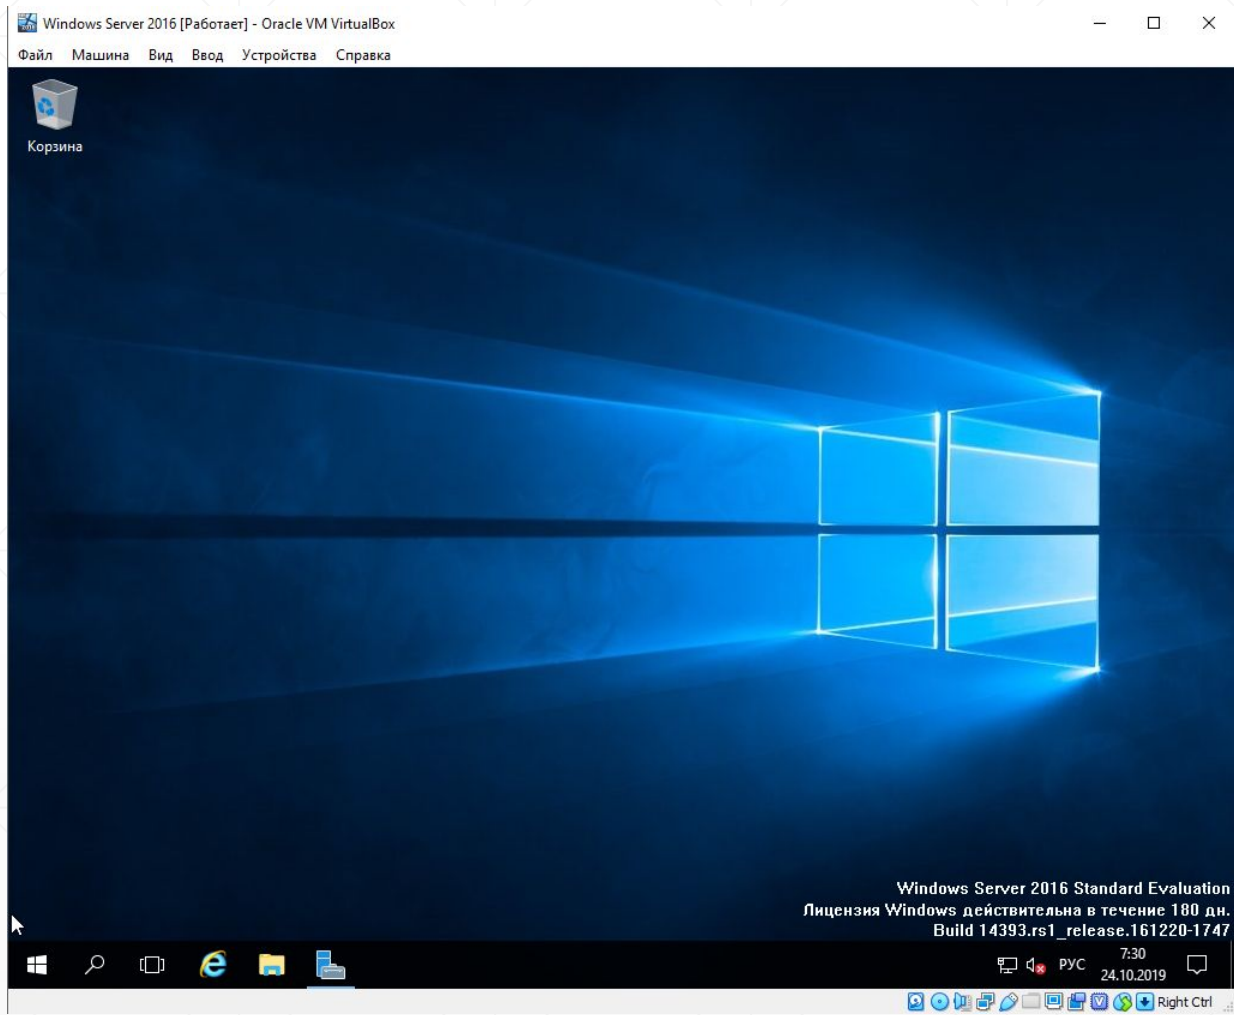 Windows Server 2016 [Работает] - Oracle VM VirtualBox
Файл Машина Вид Ввод Устройства Справка
Корзина
Windows Server 2016 Standard Evaluation
Лицензия Windows действительна в течение 180 дн.
Build 14393.rs1_release.161220-1747
РУС
7:30
24.10.2019
Right Ctrl